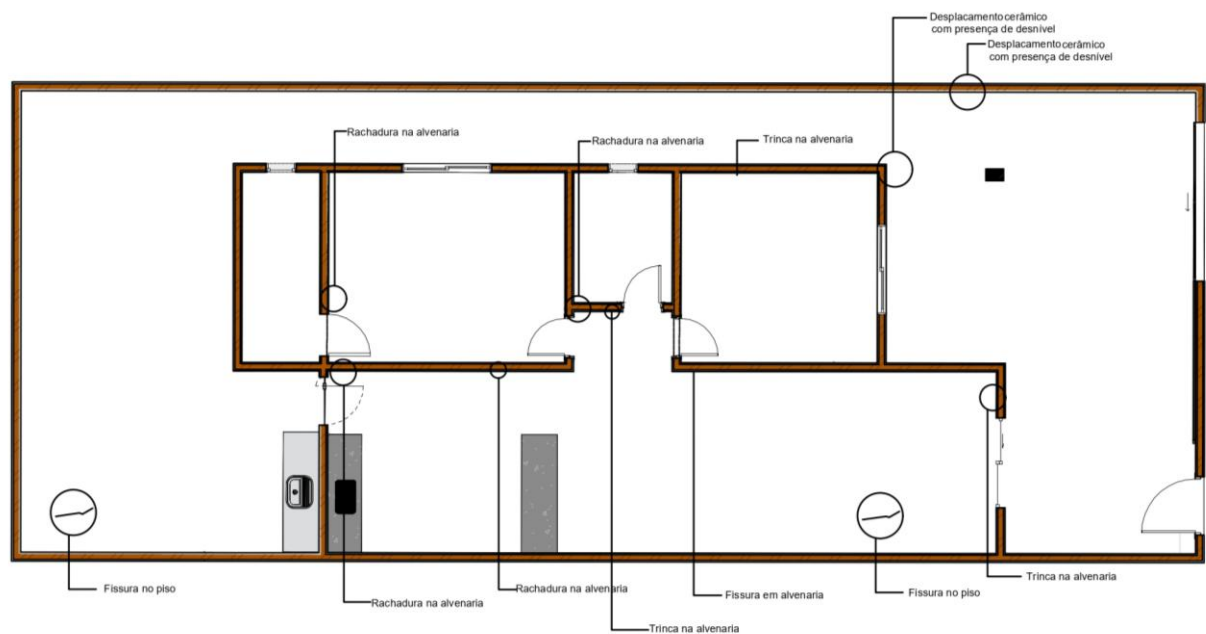 Desplacamento cerâmico
com presença de desnível
Desplacamento cerâmico
com presença de desnível
Rachadura na alvenaria
Rachadura na alvenaria
Trinca na alvenaria
Fissura no piso
Rachadura na alvenaria
Rachadura na alvenaria
Trinca na alvenaria
Fissura em alvenaria
Fissura no piso
Trinca na alvenaria